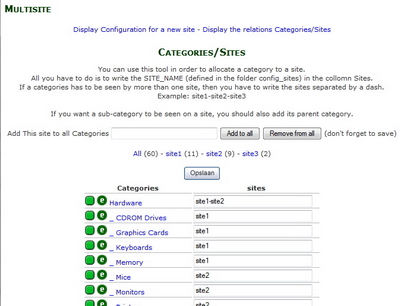 Multisite
Display Configuration for a new site - Display the relations Categories/Sites
Categories/Sites
You can use this tool in order to allocate a category to a site.
All you have to do is to write the SITE_NAME (defined in the folder config_sites) in the collomn Sites.
If a categories has to be seen by more than one site, then you have to write the sites separated by a dash.
Example: site1-site2-site3
If you want a sub-category to be seen on a site, you should also add its parent category.
Add This site to all Categories Add to all Remove from all (don't forget to save)
All (60) - site1 (11) - site2 (9) - site3 (2)
Opslaan
Categories sites
e Hardware site1-site2
e _ CDROM Drives site1
e _ Graphics Cards site1
e _ Keyboards site1
e _ Memory site1
e _ Mice site2
e _ Monitors site2